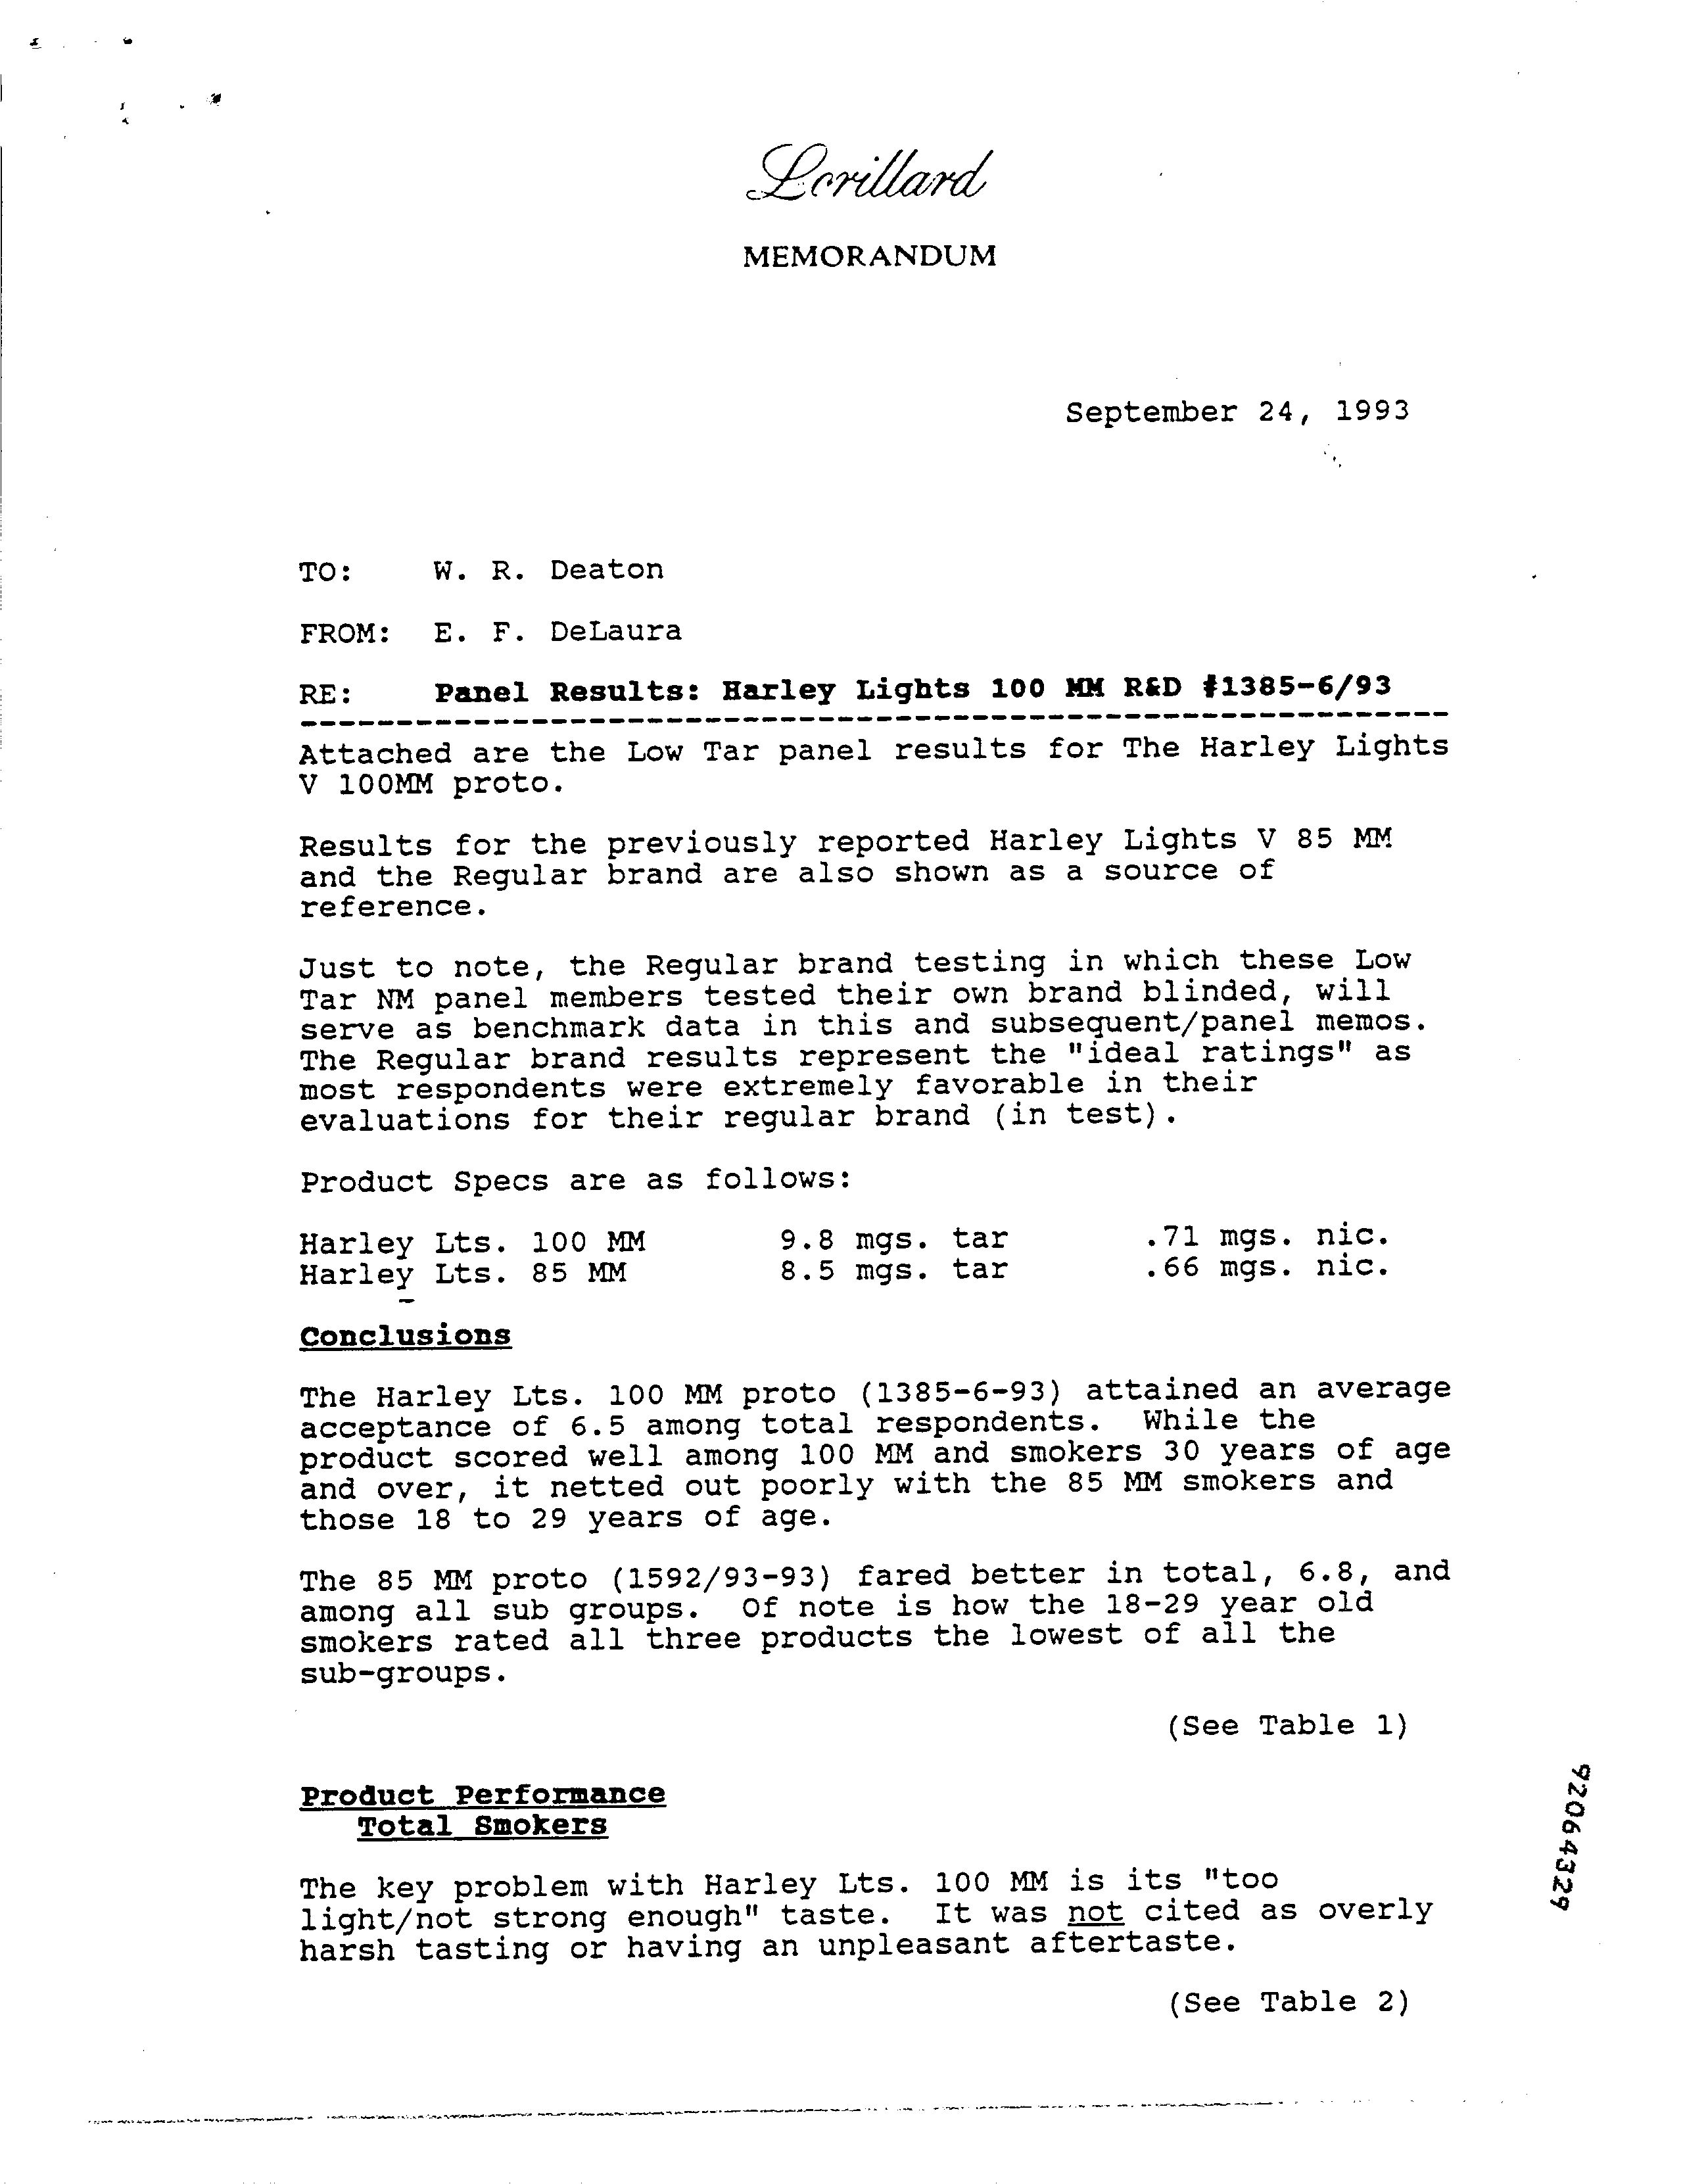 Lorillard
MEMORANDUM
September 24, 1993
TO: W. R. Deaton
FROM: E. F. DeLaura
RE: Panel Results: Harley Lights 100 MM R&D #1385-6/93
Attached are the Low Tar panel results for The Harley Lights
V 100MM proto.
Results for the previously reported Harley Lights V 85 MM
and the Regular brand are also shown as a source of
reference.
Just to note, the Regular brand testing in which these Low
Tar NM panel members tested their own brand blinded, will
serve as benchmark data in this and subsequent/panel memos.
The Regular brand results represent the "ideal ratings" as
most respondents were extremely favorable in their
evaluations for their regular brand (in test).
Product Specs are as follows:
Harley Lts. 100 MM 9.8 mgs. tar .71 mgs. nic.
Harley Lts. 85 MM 8.5 mgs. tar .66 mgs. nic.
Conclusions
The Harley Lts. 100 MM proto (1385-6-93) attained an average
acceptance of 6.5 among total respondents. While the
product scored well among 100 MM and smokers 30 years of age
and over, it netted out poorly with the 85 MM smokers and
those 18 to 29 years of age.
The 85 MM proto (1592/93-93) fared better in total, 6.8, and
among all sub groups. Of note is how the 18-29 year old
smokers rated all three products the lowest of all the
sub-groups.
(See Table 1)
Product Performance
Total Smokers
The key problem with Harley Lts. 100 MM is its "too
light/not strong enough" taste. It was not cited as overly
harsh tasting or having an unpleasant aftertaste.
(See Table 2)
92064329